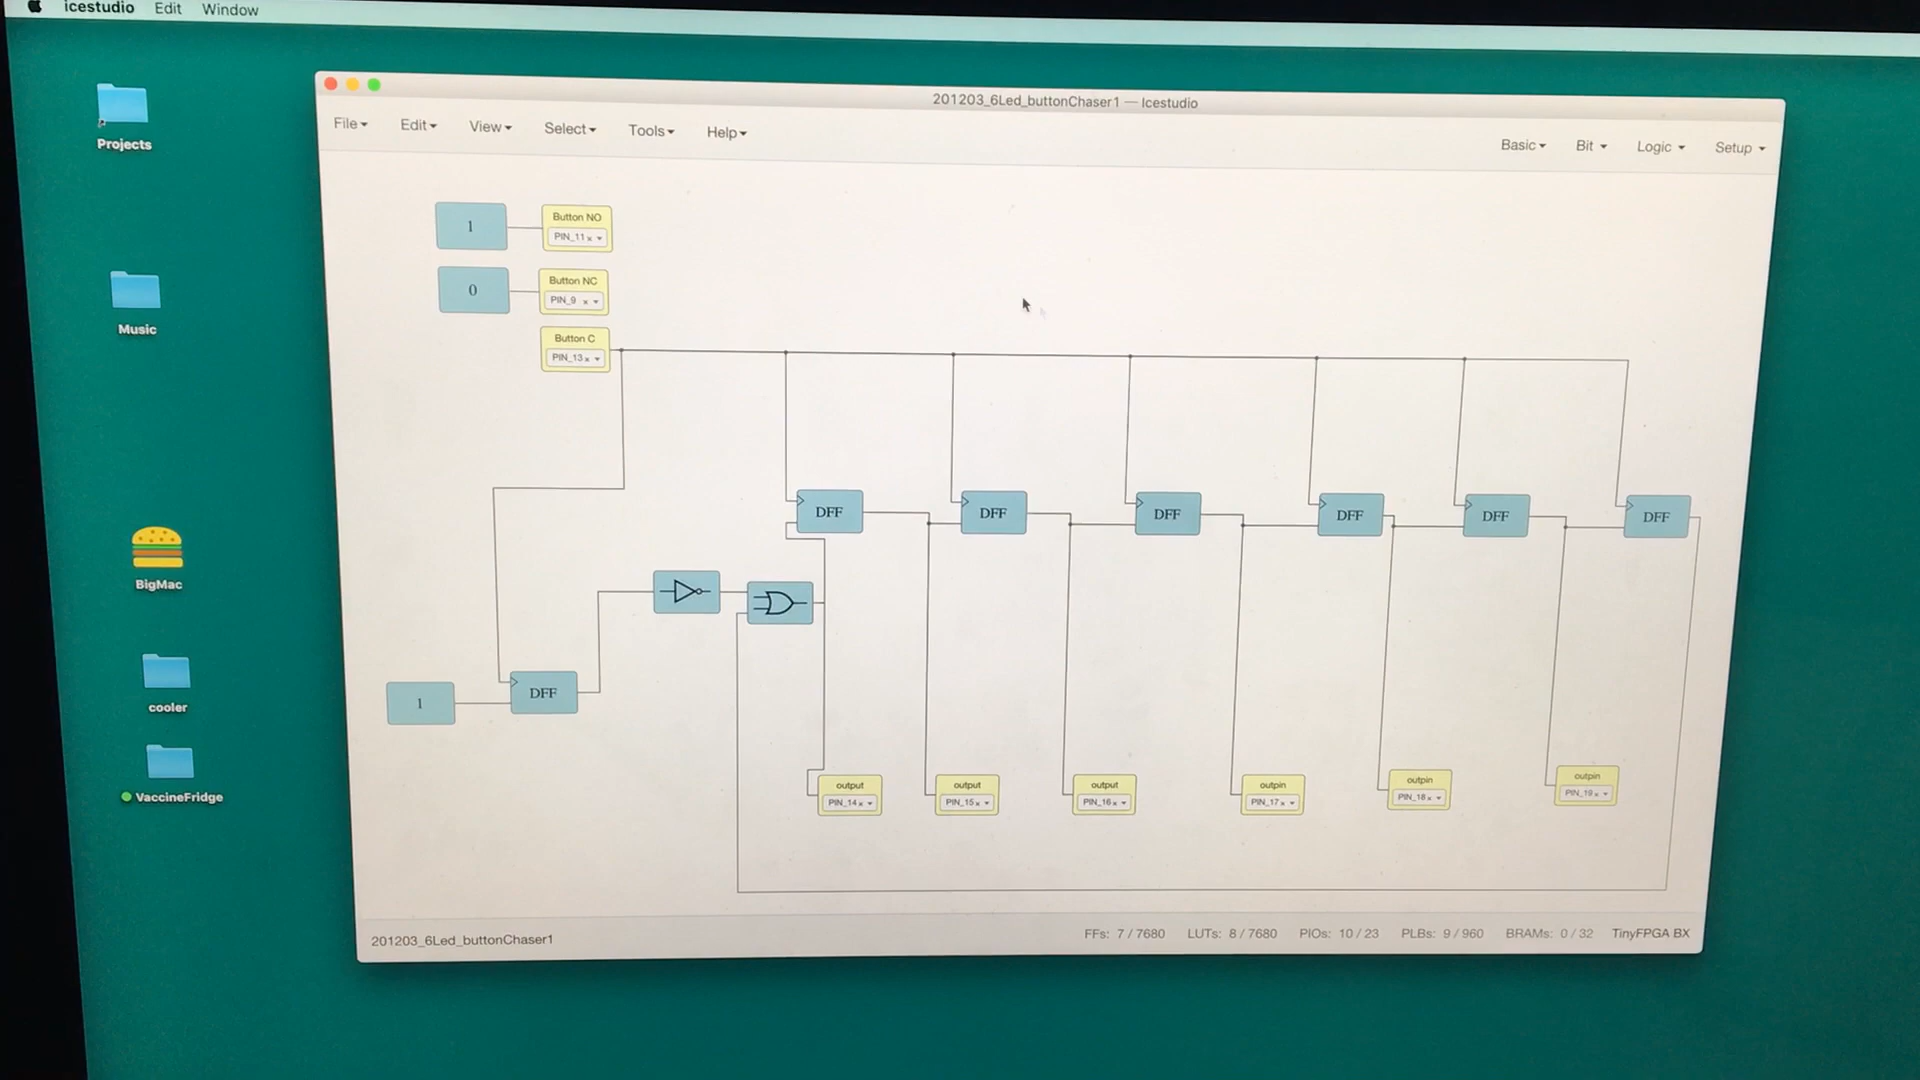 icestudio Edit Window
201203_6Led_buttonChaser1 — Icestudio
File Edit View Select Tools Help
Basic Bit Logic Setup
Projects
Music
BigMac
cooler
VaccineFridge
1
Button NO
PIN_11 x
0
Button NC
PIN_9 x
Button C
PIN_13 x
DFF DFF DFF DFF DFF DFF
1
DFF
output output output outpin outpin outpin
PIN_14 x PIN_15 x PIN_16 x PIN_17 x PIN_18 x PIN_19 x
201203_6Led_buttonChaser1
FFs: 7 / 7680 LUTs: 8 / 7680 PIOs: 10 / 23 PLBs: 9 / 960 BRAMs: 0 / 32 TinyFPGA BX